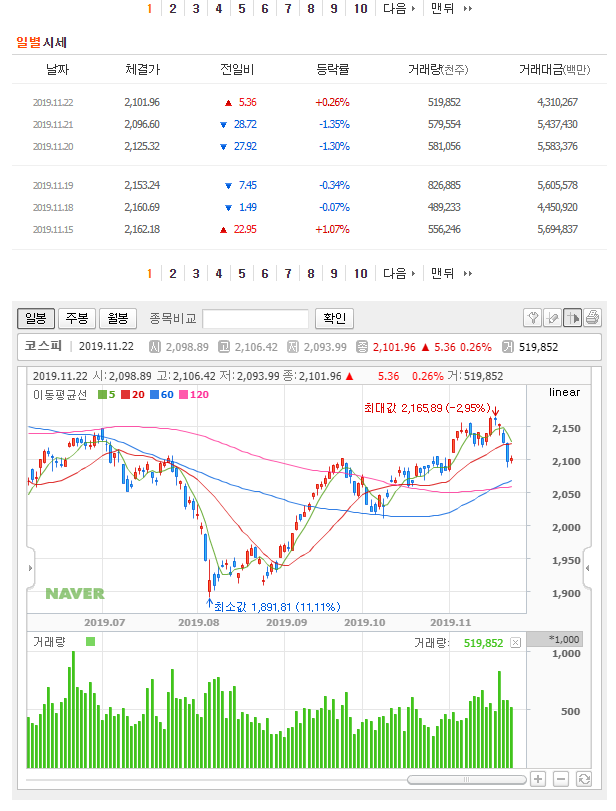 1 2 3 4 5 6 7 8 9 10 다음 맨뒤
일별시세
날짜 체결가 전일비 등락률 거래량(천주) 거래대금(백만)
2019.11.22 2,101.96 ▲ 5.36 +0.26% 519,852 4,310,267
2019.11.21 2,096.60 ▼ 28.72 -1.35% 579,554 5,437,430
2019.11.20 2,125.32 ▼ 27.92 -1.30% 581,056 5,583,376
2019.11.19 2,153.24 ▼ 7.45 -0.34% 826,885 5,605,578
2019.11.18 2,160.69 ▼ 1.49 -0.07% 489,233 4,450,920
2019.11.15 2,162.18 ▲ 22.95 +1.07% 556,246 5,694,837
1 2 3 4 5 6 7 8 9 10 다음 맨뒤
일봉 주봉 월봉 종목비교 확인
코스피 2019.11.22 시 2,098.89 고 2,106.42 저 2,093.99 종 2,101.96 ▲ 5.36 0.26% 거 519,852
2019.11.22 시:2,098.89 고:2,106.42 저:2,093.99 종:2,101.96 ▲ 5.36 0.26% 거:519,852
이동평균선 5 20 60 120
linear
최대값 2,165.89 (-2.95%)
2,150
2,100
2,050
2,000
1,950
1,900
NAVER
최소값 1,891.81 (11.11%)
2019.07 2019.08 2019.09 2019.10 2019.11
거래량 거래량: 519,852 *1,000
1,000
500